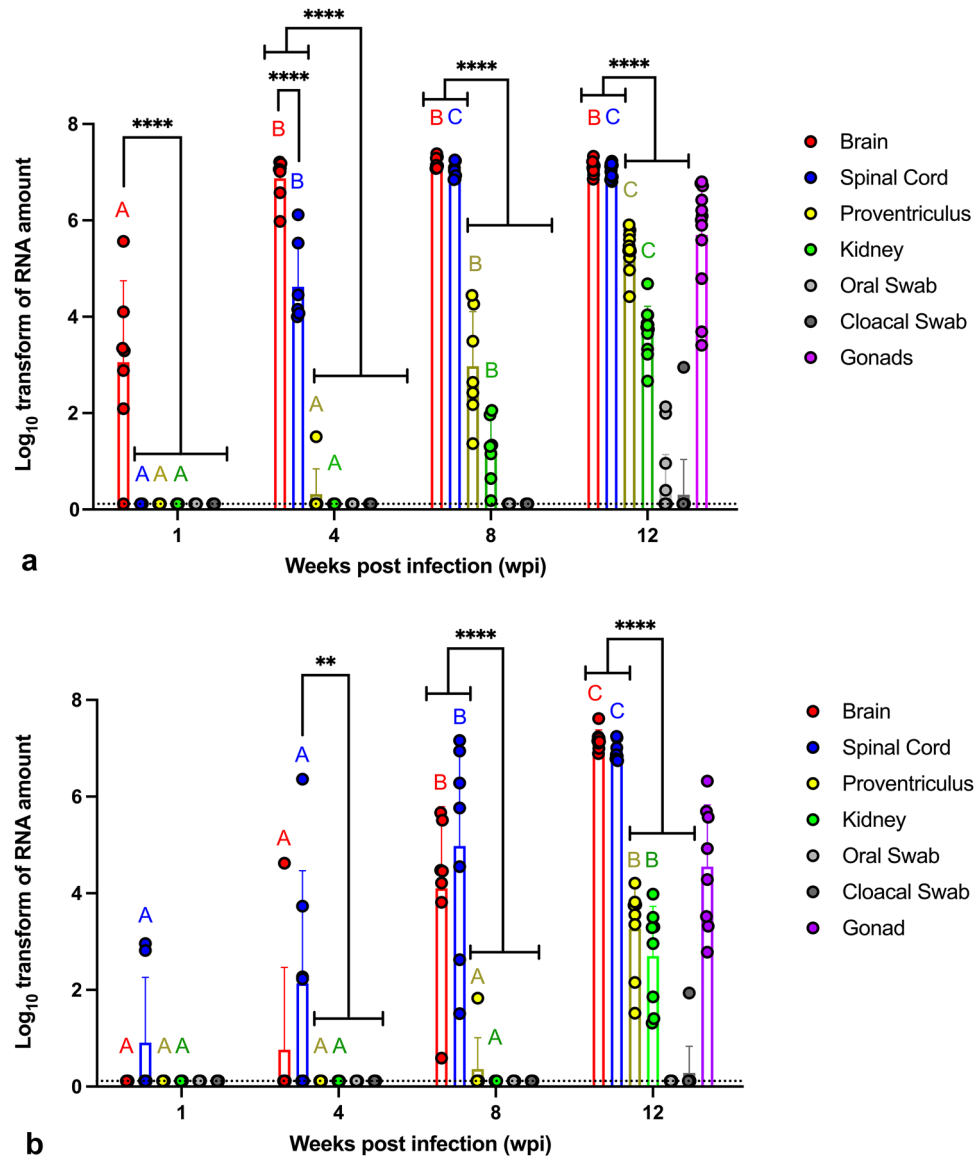 ****
****
****
****
****
B
B
C
B
C
A
B
C
B
C
A
B
A
A
A
A
A
8
6
4
2
0
Log10 transform of RNA amount
1
4
8
12
Weeks post infection (wpi)
a
Brain
Spinal Cord
Proventriculus
Kidney
Oral Swab
Cloacal Swab
Gonads
**
****
****
C
C
B
B
A
A
A
B
B
A
A
A
A
A
A
A
8
6
4
2
0
Log10 transform of RNA amount
1
4
8
12
Weeks post infection (wpi)
b
Brain
Spinal Cord
Proventriculus
Kidney
Oral Swab
Cloacal Swab
Gonad